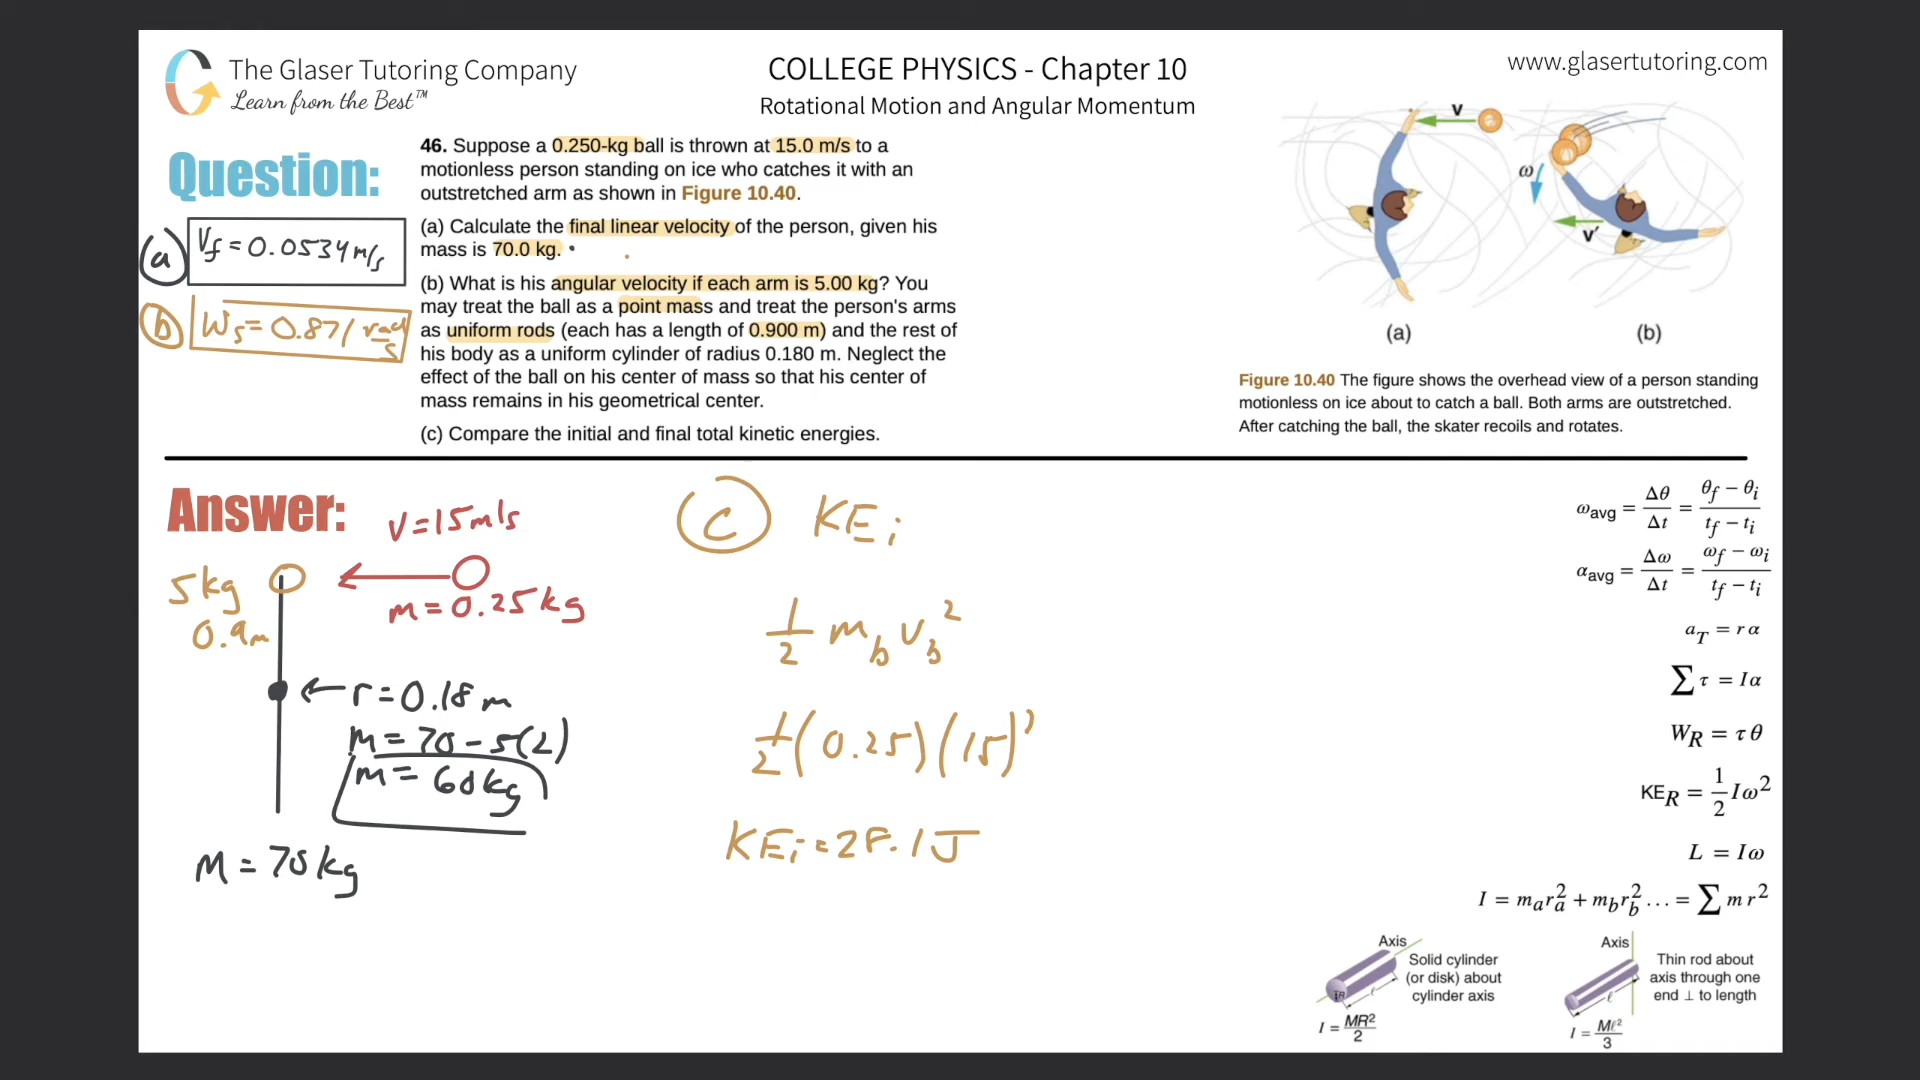 The Glaser Tutoring Company
Learn from the Best™
COLLEGE PHYSICS - Chapter 10
Rotational Motion and Angular Momentum
www.glasertutoring.com
Question:
(a) Vf = 0.0534 m/s
(b) Ws = 0.871 rad/s
46. Suppose a 0.250-kg ball is thrown at 15.0 m/s to a
motionless person standing on ice who catches it with an
outstretched arm as shown in Figure 10.40.
(a) Calculate the final linear velocity of the person, given his
mass is 70.0 kg.
(b) What is his angular velocity if each arm is 5.00 kg? You
may treat the ball as a point mass and treat the person's arms
as uniform rods (each has a length of 0.900 m) and the rest of
his body as a uniform cylinder of radius 0.180 m. Neglect the
effect of the ball on his center of mass so that his center of
mass remains in his geometrical center.
(c) Compare the initial and final total kinetic energies.
v
ω
v′
(a)
(b)
Figure 10.40 The figure shows the overhead view of a person standing
motionless on ice about to catch a ball. Both arms are outstretched.
After catching the ball, the skater recoils and rotates.
Answer:
V = 15 m/s
5 kg
0.9 m
m = 0.25 kg
r = 0.18 m
m = 70 - 5(2)
m = 60 kg
M = 70 kg
(c) KEi
1/2 mb vb²
1/2 (0.25)(15)²
KEi = 28.1 J
ωavg = Δθ/Δt = (θf − θi)/(tf − ti)
αavg = Δω/Δt = (ωf − ωi)/(tf − ti)
aT = rα
∑τ = Iα
WR = τθ
KER = 1/2 Iω²
L = Iω
I = mara² + mbrb² ... = ∑mr²
Axis
Solid cylinder
(or disk) about
cylinder axis
R
ℓ
I = MR²/2
Axis
Thin rod about
axis through one
end ⊥ to length
ℓ
I = Mℓ²/3